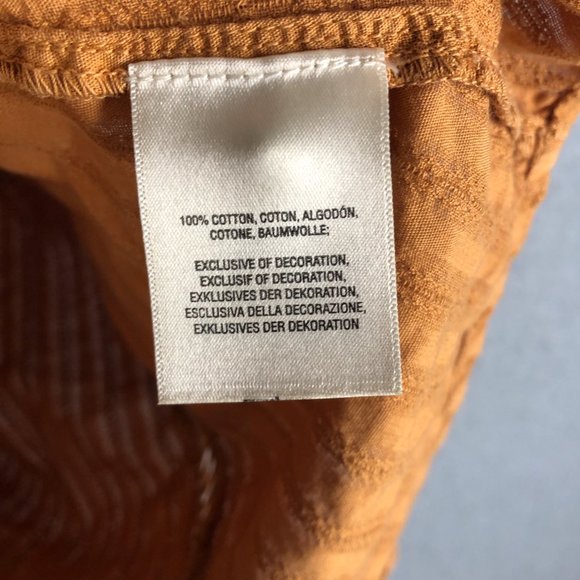 100% COTTON, COTON, ALGODÓN,
COTONE, BAUMWOLLE;
EXCLUSIVE OF DECORATION,
EXCLUSIF OF DECORATION,
EXKLUSIVES DER DEKORATION,
ESCLUSIVA DELLA DECORAZIONE,
EXKLUSIVES DER DEKORATION